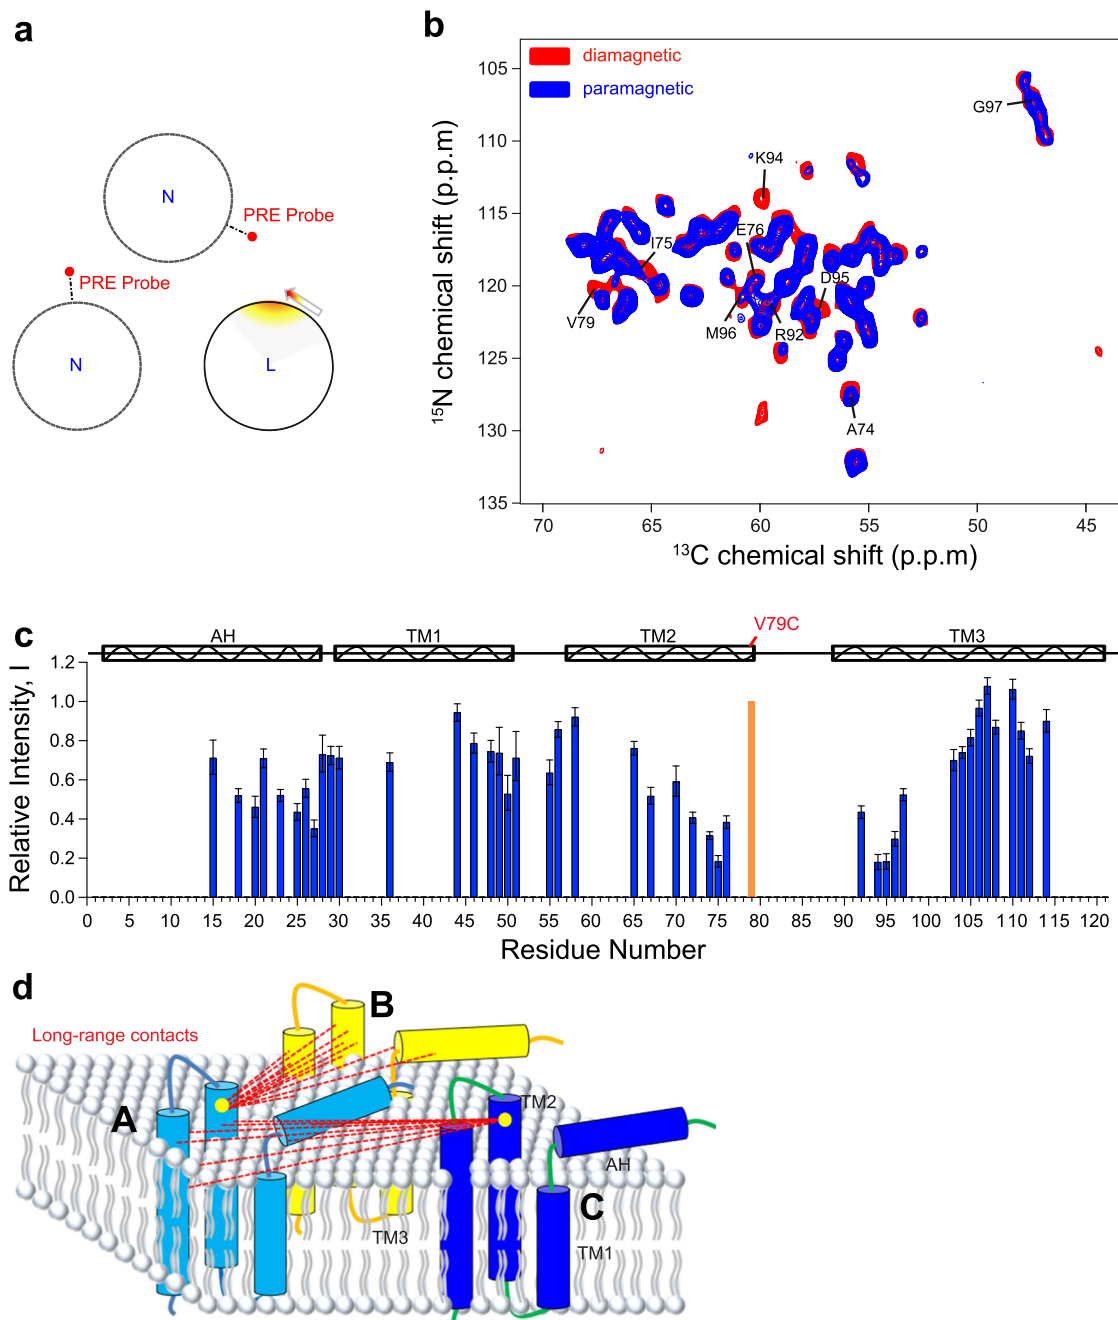 a
N
PRE Probe
PRE Probe
N
L
b
diamagnetic
paramagnetic
105
110
115
120
125
130
135
70
65
60
55
50
45
15N chemical shift (p.p.m)
13C chemical shift (p.p.m)
G97
K94
E76
I75
D95
V79
M96
R92
A74
c
V79C
AH
TM1
TM2
TM3
1.2
1.0
0.8
0.6
0.4
0.2
0.0
Relative Intensity, I
0 5 10 15 20 25 30 35 40 45 50 55 60 65 70 75 80 85 90 95 100 105 110 115 120
Residue Number
d
Long-range contacts
B
A
TM2
AH
C
TM3
TM1